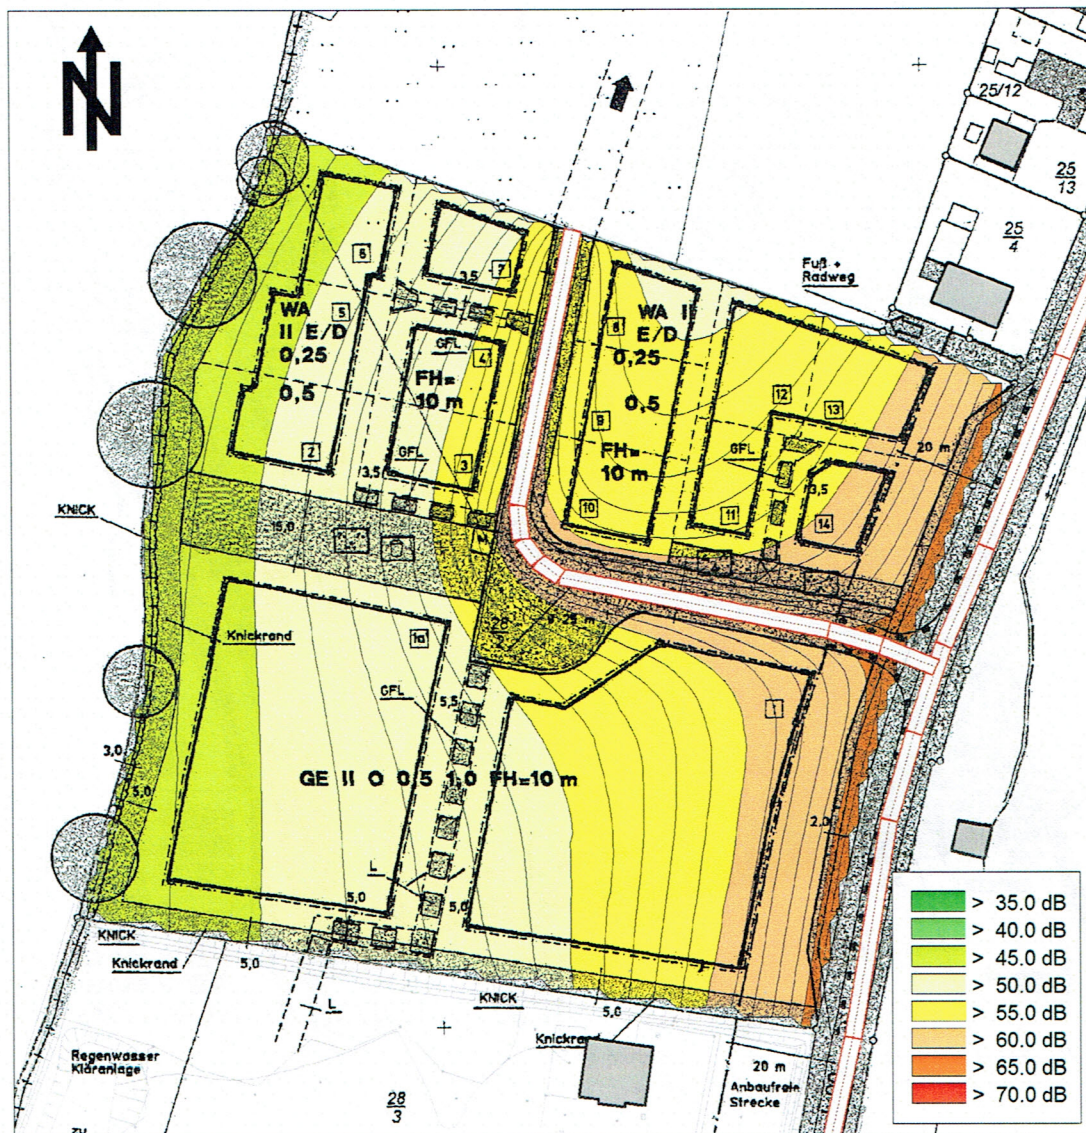 N
25/12
25
13
25
4
Fuß +
Radweg
6
7
3,5
5
WA
II E/D
0,25
0,5
GFL
4
FH=
10 m
8
WA II
E/D
0,25
0,5
9
FH=
10 m
12
13
GFL
20 m
GFL
2
3,5
3
10
11
3,5
14
KNICK
15,0
Knickrand
1a
GFL
5,5
1
3,0
5,0
GE II O 0,5 1,0 FH=10 m
2,0
L
5,0
5,0
KNICK
Knickrand
5,0
KNICK
5,0
L
Regenwasser
Kläranlage
28
3
20 m
Anbaufreie
Strecke
> 35.0 dB
> 40.0 dB
> 45.0 dB
> 50.0 dB
> 55.0 dB
> 60.0 dB
> 65.0 dB
> 70.0 dB